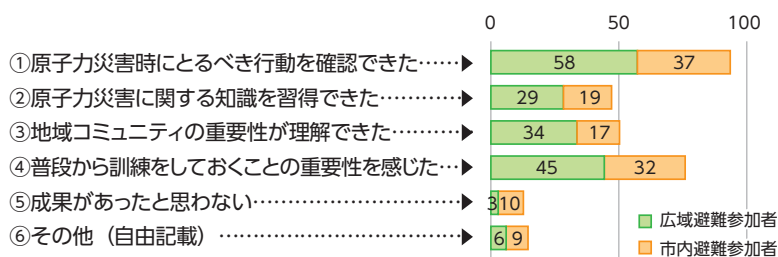 0 50 100
①原子力災害時にとるべき行動を確認できた……▶ 58 37
②原子力災害に関する知識を習得できた…………▶ 29 19
③地域コミュニティの重要性が理解できた…………▶ 34 17
④普段から訓練をしておくことの重要性を感じた…▶ 45 32
⑤成果があったと思わない……………………………▶ 3 10
⑥その他（自由記載）…………………………………▶ 6 9
広域避難参加者
市内避難参加者